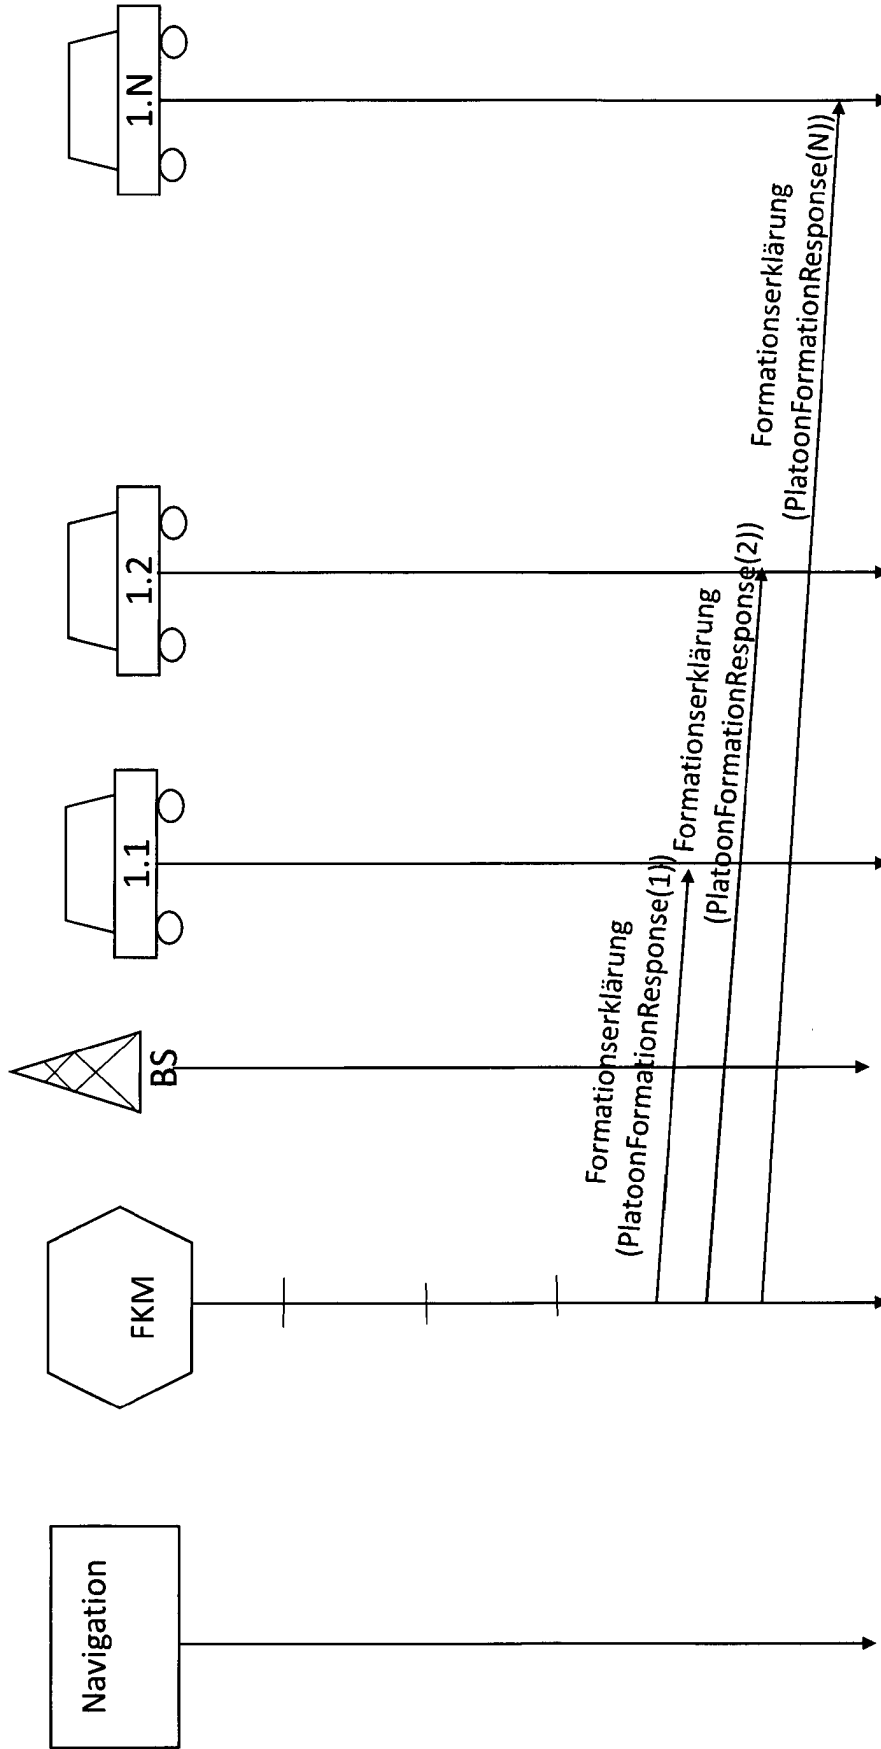 Navigation
FKM
BS
1.1
1.2
1.N
Formationserklärung
(PlatoonFormationResponse(1))
Formationserklärung
(PlatoonFormationResponse(2))
Formationserklärung
(PlatoonFormationResponse(N))